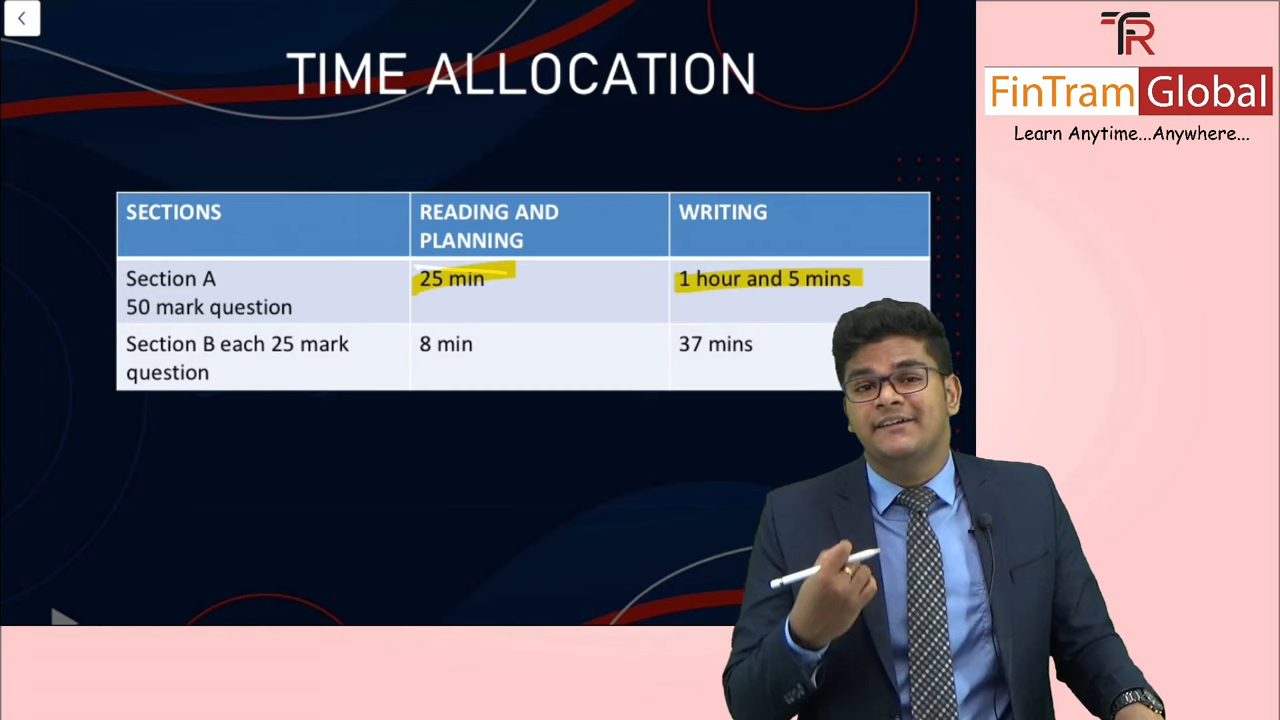 TIME ALLOCATION
FinTram Global
Learn Anytime...Anywhere...
SECTIONS
READING AND
PLANNING
WRITING
Section A
50 mark question
25 min
1 hour and 5 mins
Section B each 25 mark
question
8 min
37 mins